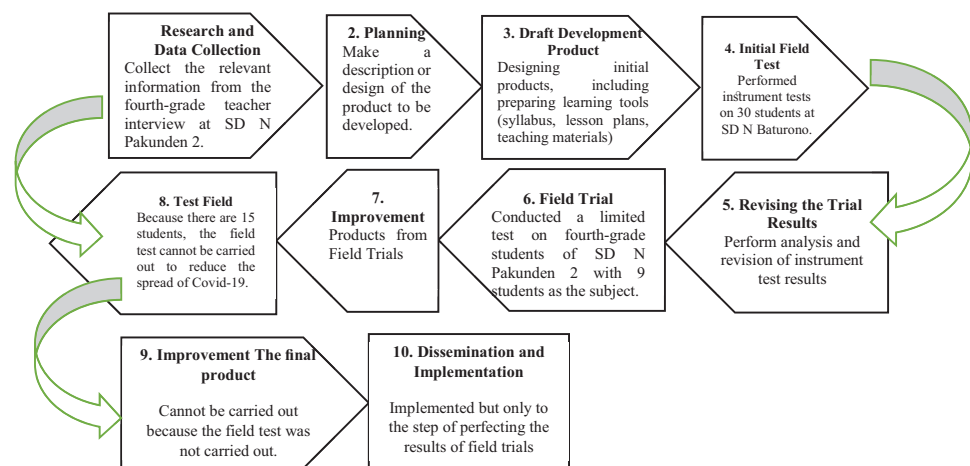 Research and
Data Collection
Collect the relevant
information from the
fourth-grade teacher
interview at SD N
Pakunden 2.
2. Planning
Make a
description or
design of the
product to be
developed.
3. Draft Development
Product
Designing initial
products, including
preparing learning tools
(syllabus, lesson plans,
teaching materials)
4. Initial Field
Test
Performed
instrument tests
on 30 students at
SD N Baturono.
5. Revising the Trial
Results
Perform analysis and
revision of instrument
test results
6. Field Trial
Conducted a limited
test on fourth-grade
students of SD N
Pakunden 2 with 9
students as the subject.
7.
Improvement
Products from
Field Trials
8. Test Field
Because there are 15
students, the field
test cannot be carried
out to reduce the
spread of Covid-19.
9. Improvement The final
product
Cannot be carried out
because the field test was
not carried out.
10. Dissemination and
Implementation
Implemented but only to
the step of perfecting the
results of field trials